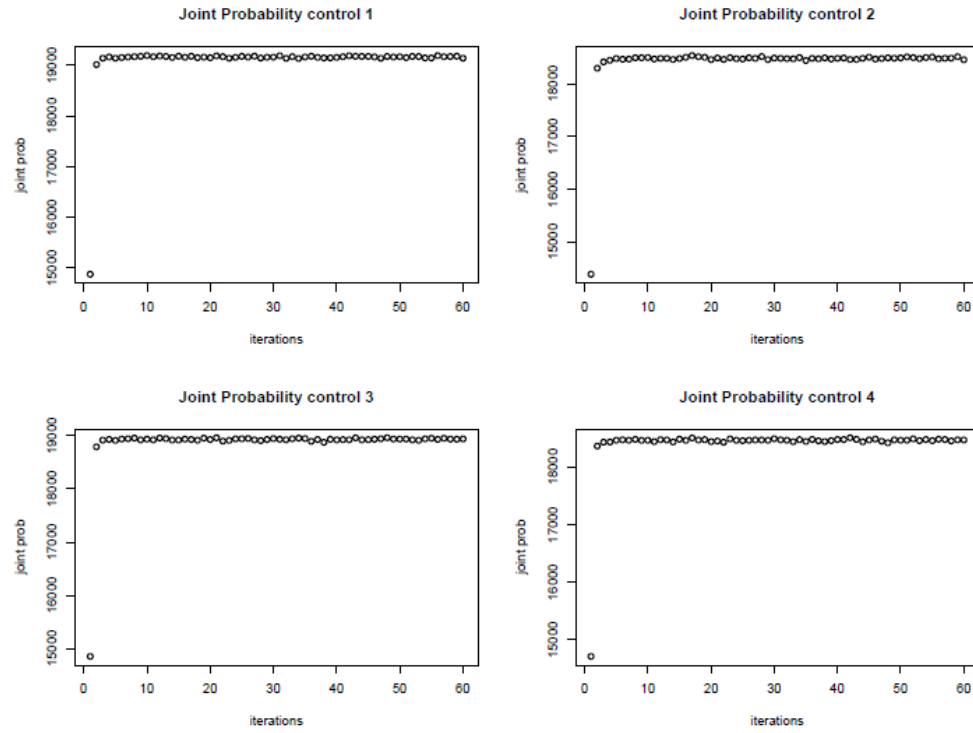 Joint Probability control 1
joint prob
19000
18000
17000
16000
15000
0 10 20 30 40 50 60
iterations
Joint Probability control 2
joint prob
18000
17000
16000
15000
0 10 20 30 40 50 60
iterations
Joint Probability control 3
joint prob
19000
18000
17000
16000
15000
0 10 20 30 40 50 60
iterations
Joint Probability control 4
joint prob
18000
17000
16000
15000
0 10 20 30 40 50 60
iterations